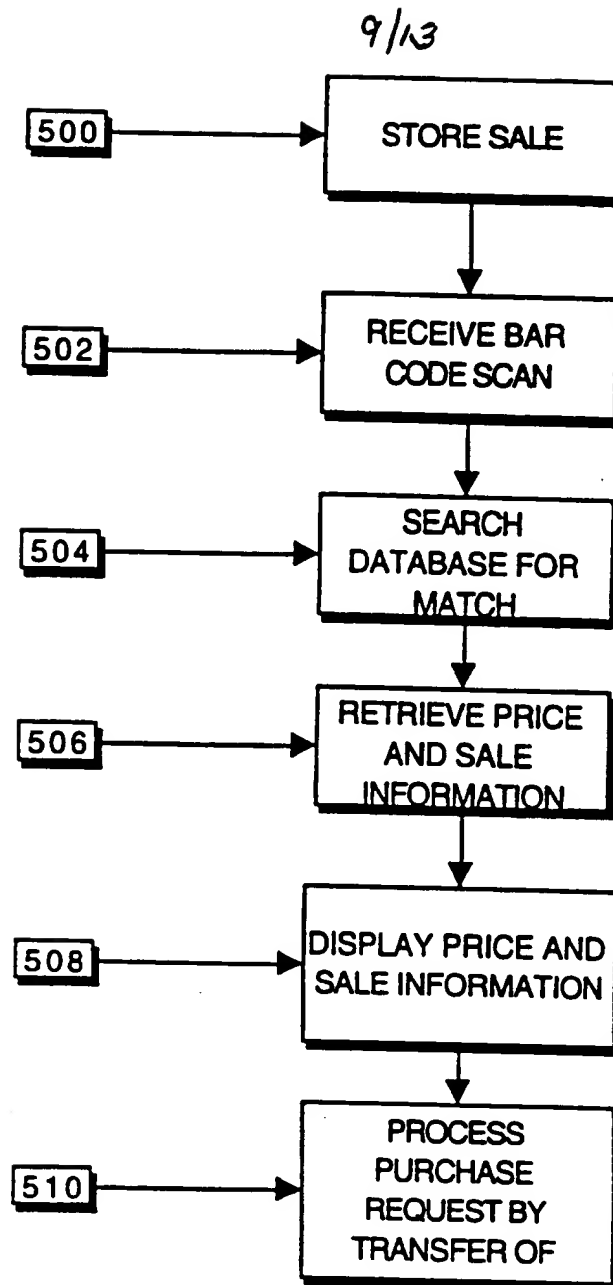 9/13
500
STORE SALE
502
RECEIVE BAR
CODE SCAN
504
SEARCH
DATABASE FOR
MATCH
506
RETRIEVE PRICE
AND SALE
INFORMATION
508
DISPLAY PRICE AND
SALE INFORMATION
510
PROCESS
PURCHASE
REQUEST BY
TRANSFER OF